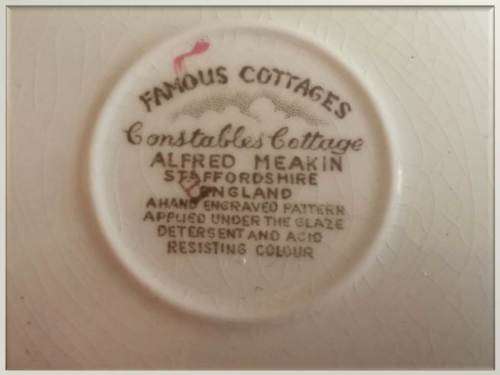 FAMOUS COTTAGES
Constables Cottage
ALFRED MEAKIN
STAFFORDSHIRE
ENGLAND
A HAND ENGRAVED PATTERN
APPLIED UNDER THE GLAZE
DETERGENT AND ACID
RESISTING COLOUR